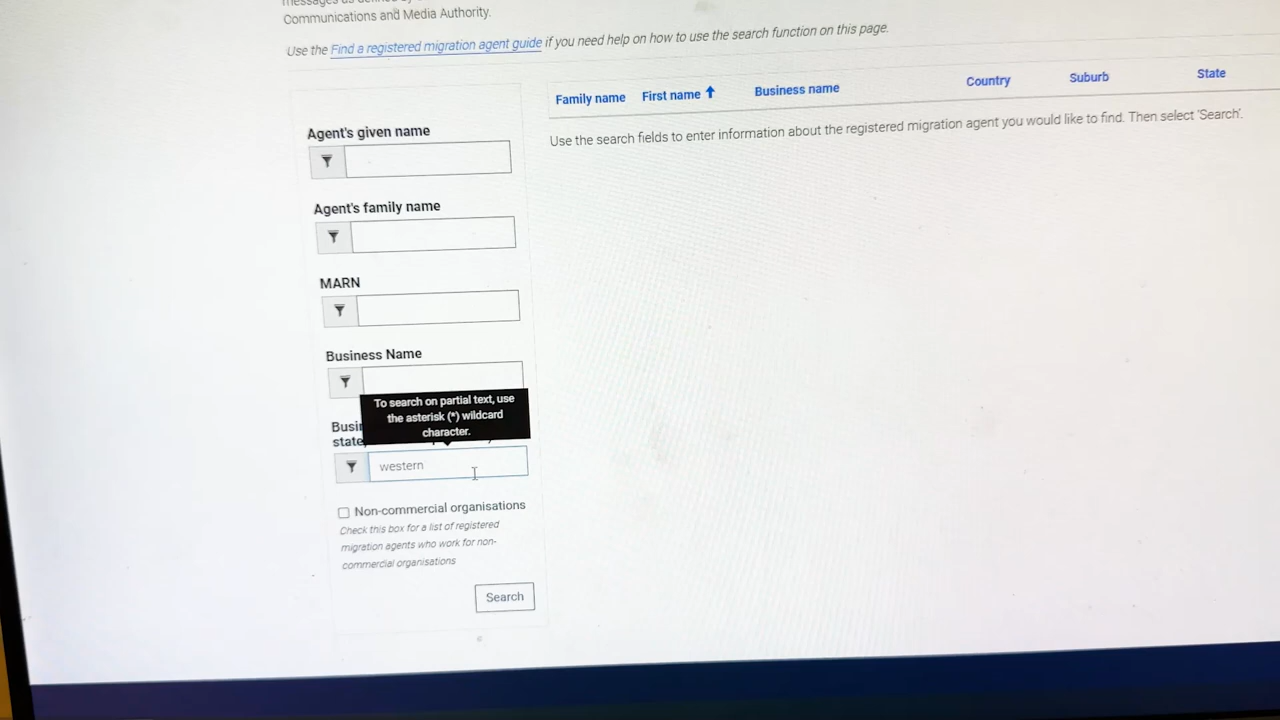 Communications and Media Authority.
Use the Find a registered migration agent guide if you need help on how to use the search function on this page.
Family name First name Business name Country Suburb State
Use the search fields to enter information about the registered migration agent you would like to find. Then select 'Search'.
Agent's given name
Agent's family name
MARN
Business Name
To search on partial text, use
the asterisk (*) wildcard
character.
state
western
Non-commercial organisations
Check this box for a list of registered
migration agents who work for non-
commercial organisations
Search